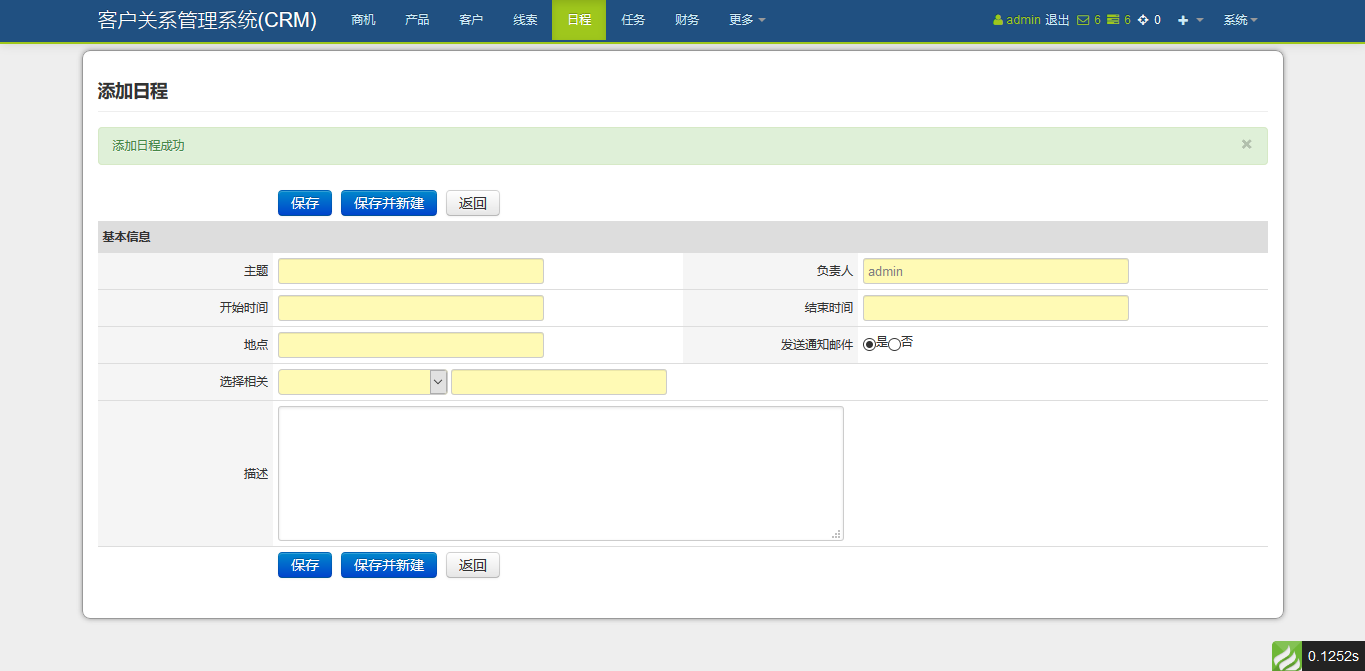 客户关系管理系统(CRM) 商机 产品 客户 线索 日程 任务 财务 更多 admin 退出 6 6 0 系统
添加日程
添加日程成功 ×
保存 保存并新建 返回
基本信息
主题 负责人 admin
开始时间 结束时间
地点 发送通知邮件 是 否
选择相关
描述
保存 保存并新建 返回
0.1252s